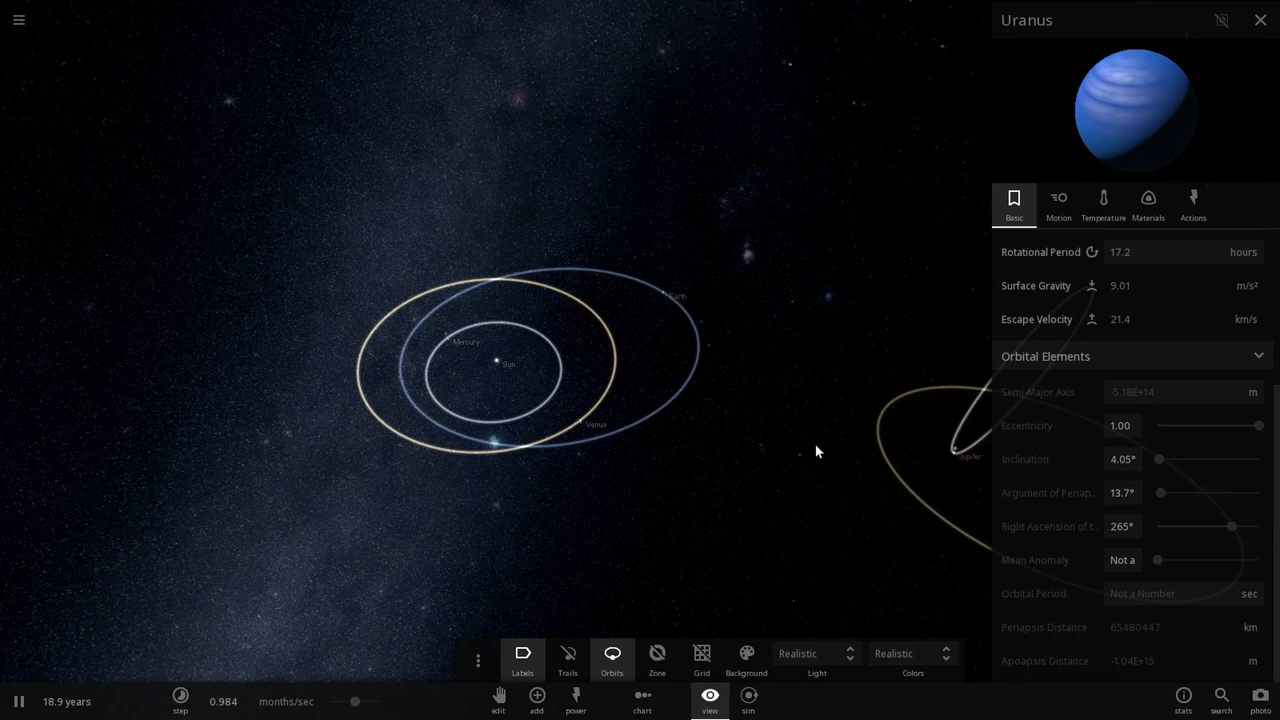 Uranus
Basic Motion Temperature Materials Actions
Rotational Period 17.2 hours
Surface Gravity 9.01 m/s²
Escape Velocity 21.4 km/s
Orbital Elements
Semi-Major Axis -5.18E+14 m
Eccentricity 1.00
Inclination 4.05°
Argument of Periap... 13.7°
Right Ascension of t... 265°
Mean Anomaly Not a
Orbital Period Not a Number sec
Periapsis Distance 65480447 km
Apoapsis Distance -1.04E+15 m
Earth
Mercury
Sun
Venus
Jupiter
Realistic Realistic
Labels Trails Orbits Zone Grid Background Light Colors
18.9 years step 0.984 months/sec edit add power chart view sim stats search photo